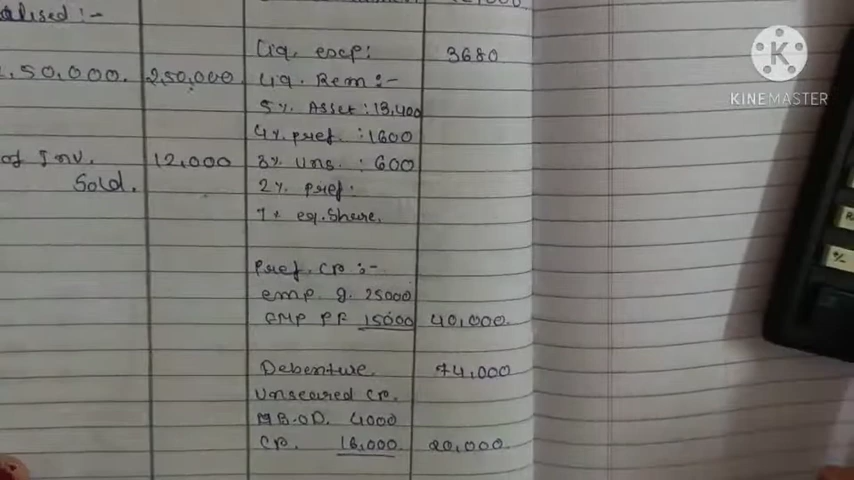 alised :-
Liq. escp: 3680
2,50,000. 2,50,000 Liq. Rem :-
5% Asset : 13,400
4% pref. : 1600
of Inv. 12,000 3% Uns. : 600
Sold. 2% pref:
1% eq. Share.
Pref. cr. :-
emp g. 25000
EMP PF 15000 40,000.
Debenture. 74,000
Unsecured cr.
B.OD. 4000
cr. 16,000. 20,000.
K
KINEMASTER
%